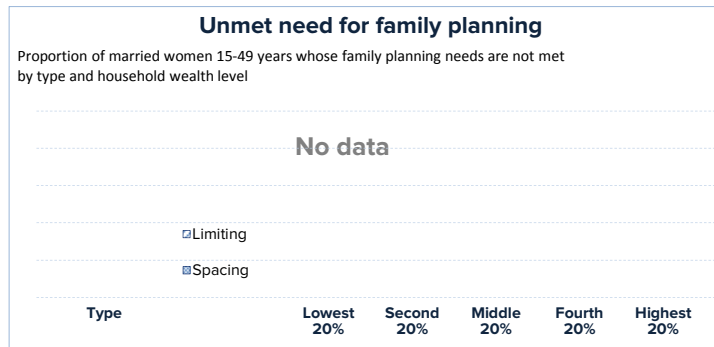 Unmet need for family planning
Proportion of married women 15-49 years whose family planning needs are not met
by type and household wealth level
No data
Limiting
Spacing
Type
Lowest 20%
Second 20%
Middle 20%
Fourth 20%
Highest 20%